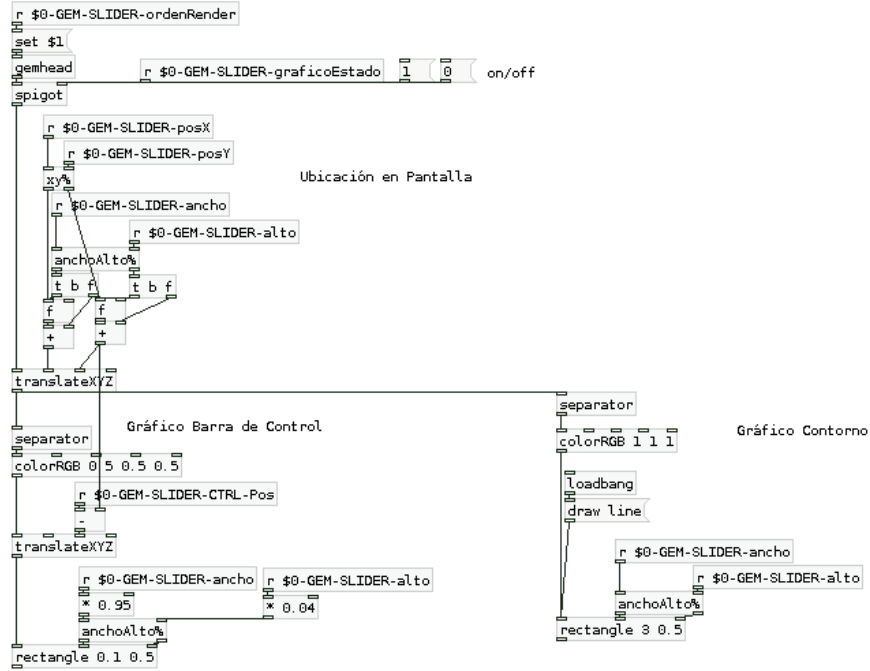 r $0-GEM-SLIDER-ordenRender
set $1
gemhead
r $0-GEM-SLIDER-graficoEstado
1
0
on/off
spigot
r $0-GEM-SLIDER-posX
r $0-GEM-SLIDER-posY
xy%
Ubicación en Pantalla
r $0-GEM-SLIDER-ancho
r $0-GEM-SLIDER-alto
anchoAlto%
t b f
t b f
f
f
+
+
translateXYZ
separator
Gráfico Barra de Control
colorRGB 0.5 0.5 0.5
r $0-GEM-SLIDER-CTRL-Pos
-
translateXYZ
r $0-GEM-SLIDER-ancho
r $0-GEM-SLIDER-alto
* 0.95
* 0.04
anchoAlto%
rectangle 0.1 0.5
separator
colorRGB 1 1 1
Gráfico Contorno
loadbang
draw line
r $0-GEM-SLIDER-ancho
r $0-GEM-SLIDER-alto
anchoAlto%
rectangle 3 0.5